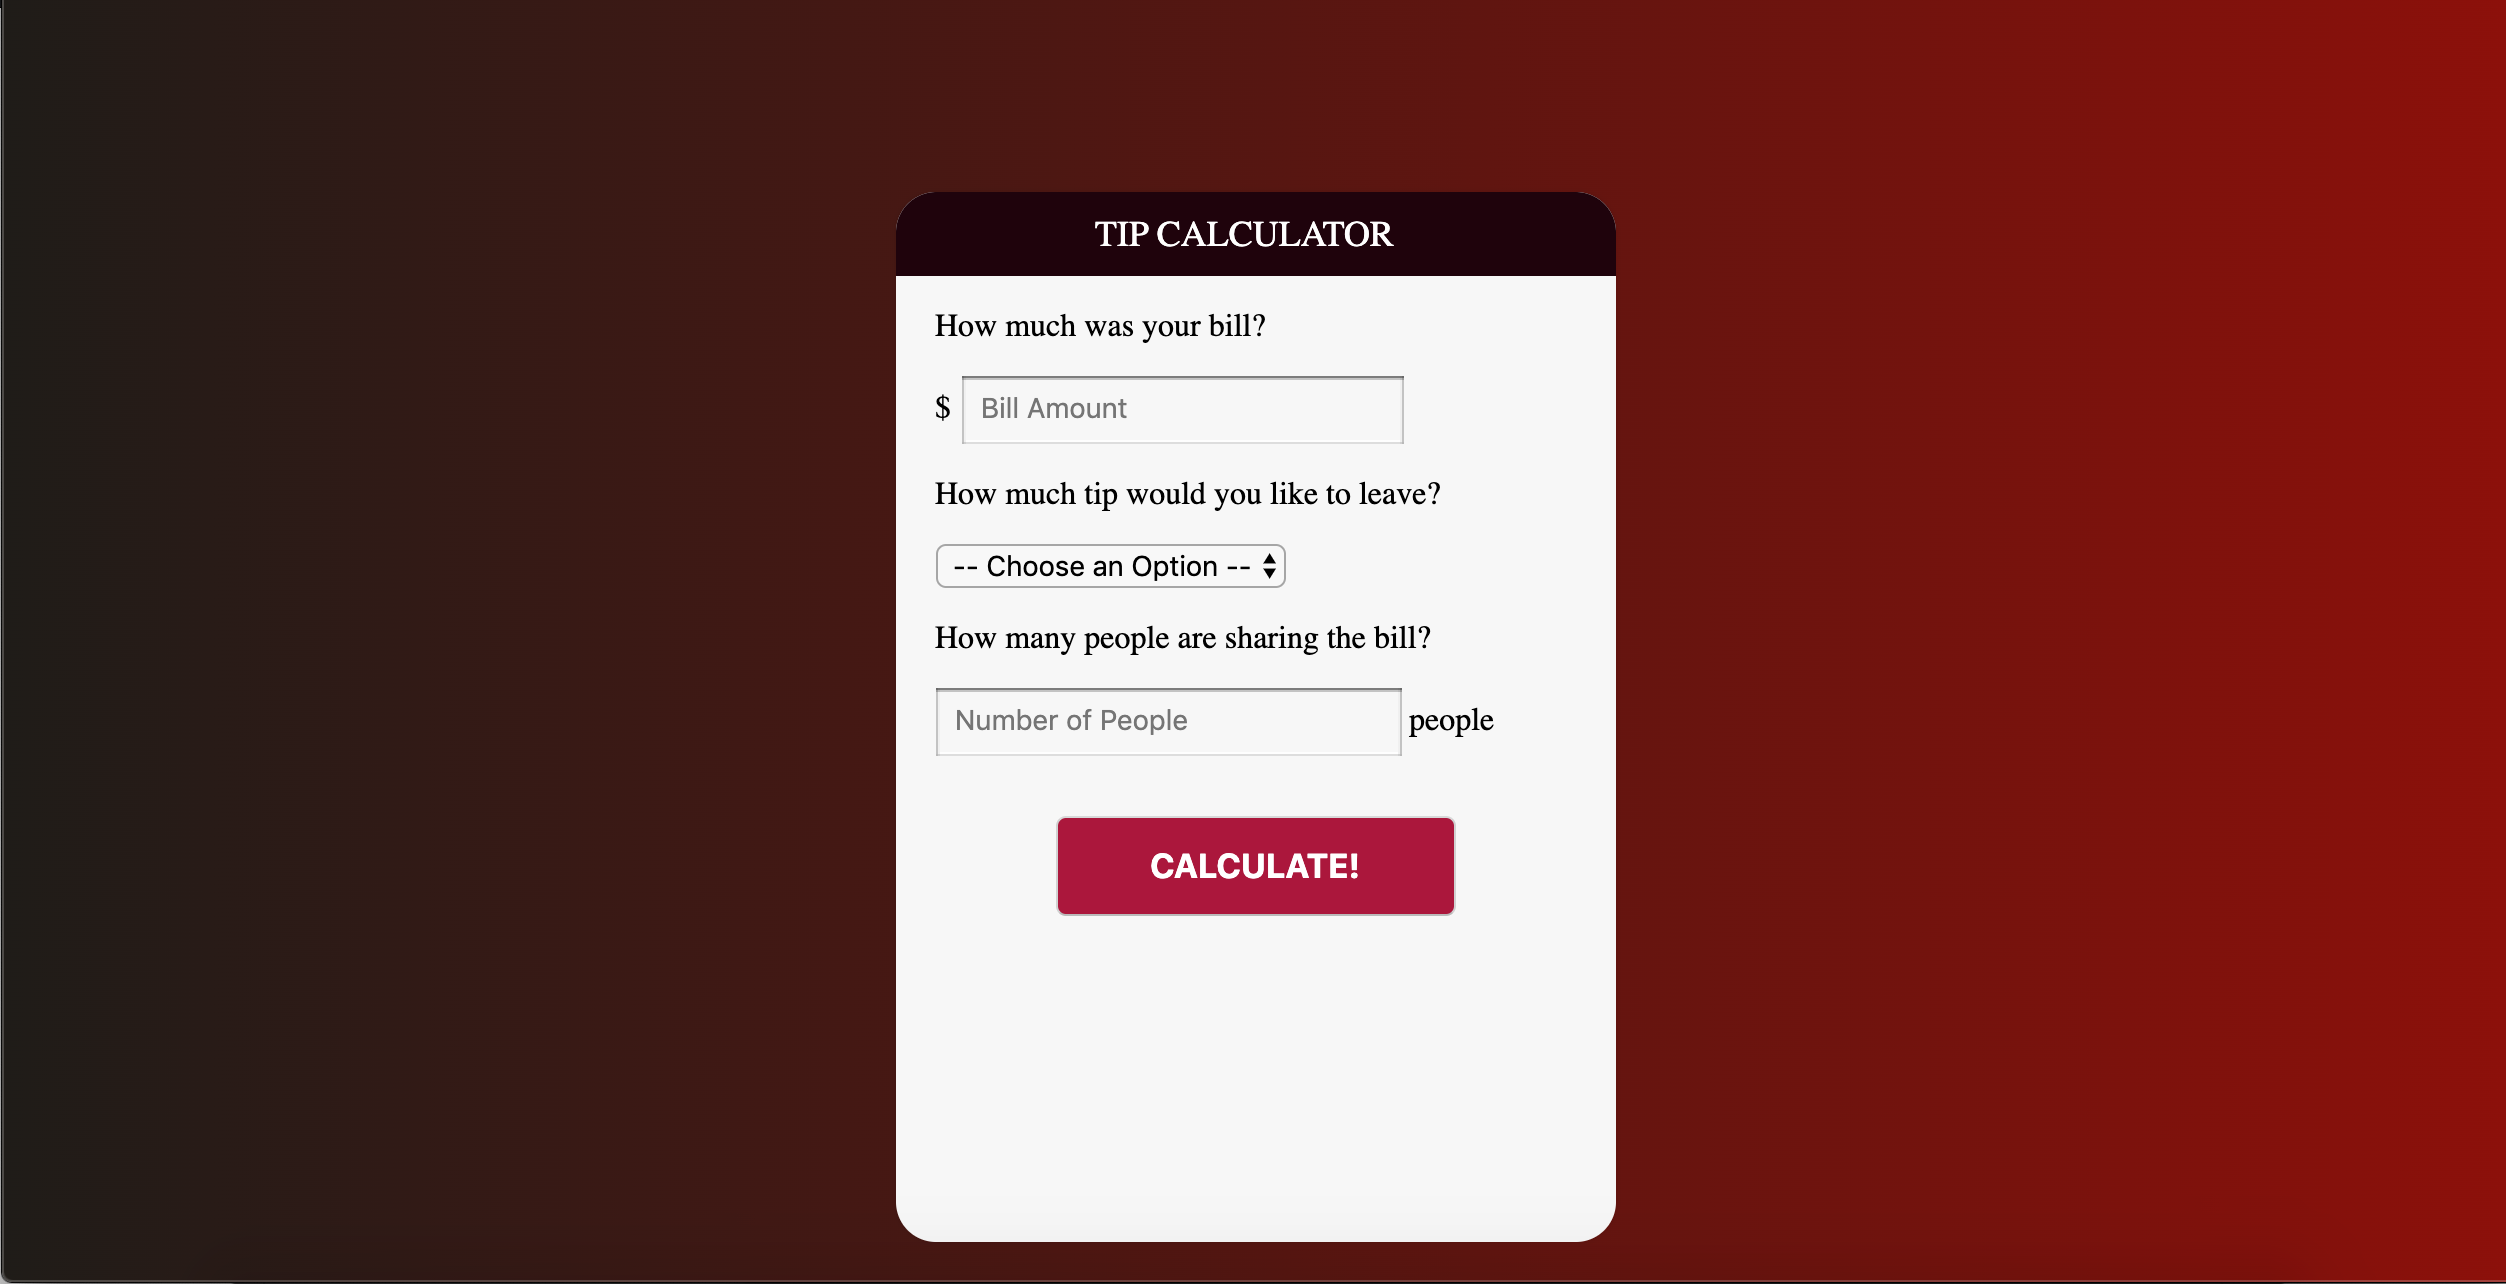 TIP CALCULATOR
How much was your bill?
$ Bill Amount
How much tip would you like to leave?
-- Choose an Option --
How many people are sharing the bill?
Number of People people
CALCULATE!